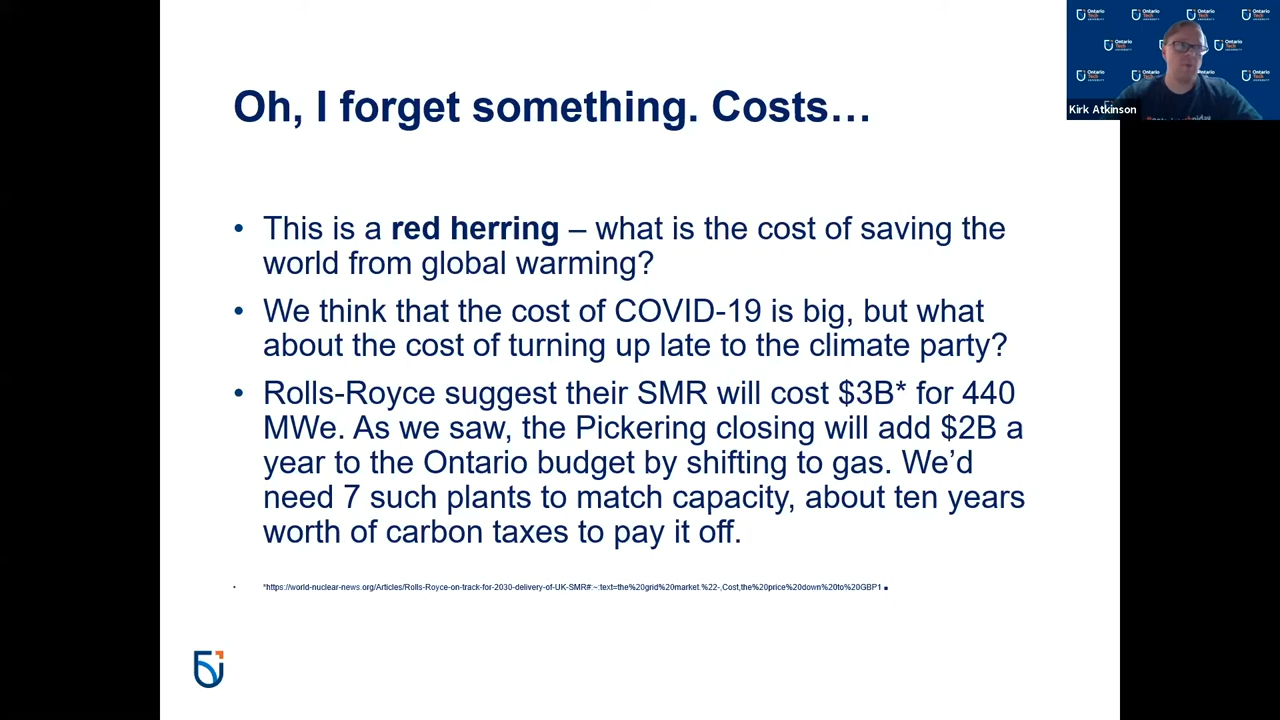 Oh, I forget something. Costs…
• This is a red herring – what is the cost of saving the
world from global warming?
• We think that the cost of COVID-19 is big, but what
about the cost of turning up late to the climate party?
• Rolls-Royce suggest their SMR will cost $3B* for 440
MWe. As we saw, the Pickering closing will add $2B a
year to the Ontario budget by shifting to gas. We’d
need 7 such plants to match capacity, about ten years
worth of carbon taxes to pay it off.
• *https://world-nuclear-news.org/Articles/Rolls-Royce-on-track-for-2030-delivery-of-UK-SMR#:~:text=the%20grid%20market.%22-,Cost,the%20price%20down%20to%20GBP1
Ontario
Tech
UNIVERSITY
Kirk Atkinson